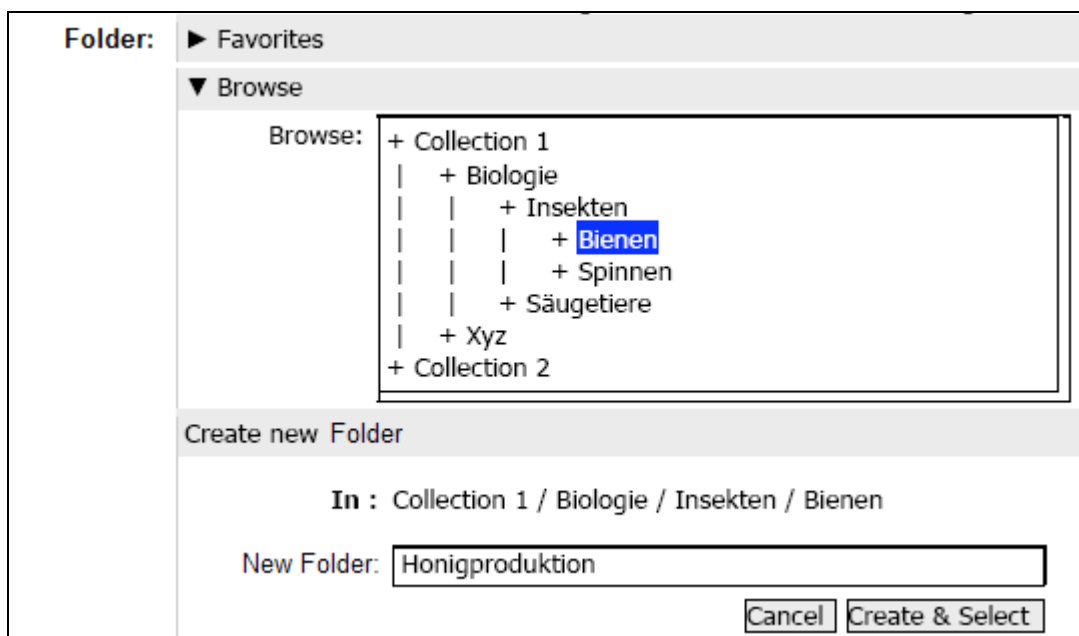 Folder: ► Favorites
▼ Browse
Browse: + Collection 1
| + Biologie
| | + Insekten
| | | + Bienen
| | | + Spinnen
| | + Säugetiere
| + Xyz
+ Collection 2
Create new Folder
In : Collection 1 / Biologie / Insekten / Bienen
New Folder: Honigproduktion
Cancel Create & Select